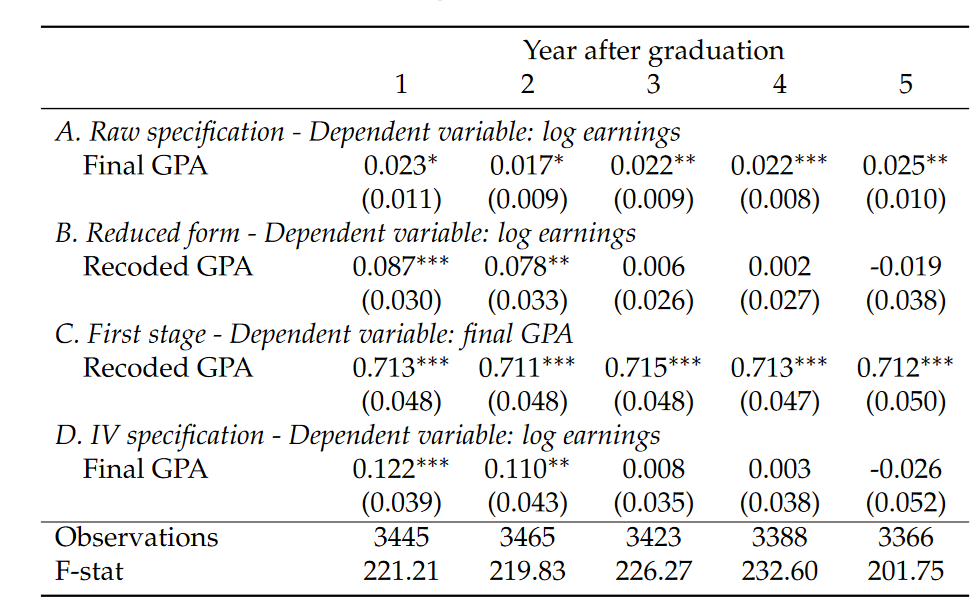 Year after graduation
1 2 3 4 5
A. Raw specification - Dependent variable: log earnings
Final GPA 0.023* 0.017* 0.022** 0.022*** 0.025**
(0.011) (0.009) (0.009) (0.008) (0.010)
B. Reduced form - Dependent variable: log earnings
Recoded GPA 0.087*** 0.078** 0.006 0.002 -0.019
(0.030) (0.033) (0.026) (0.027) (0.038)
C. First stage - Dependent variable: final GPA
Recoded GPA 0.713*** 0.711*** 0.715*** 0.713*** 0.712***
(0.048) (0.048) (0.048) (0.047) (0.050)
D. IV specification - Dependent variable: log earnings
Final GPA 0.122*** 0.110** 0.008 0.003 -0.026
(0.039) (0.043) (0.035) (0.038) (0.052)
Observations 3445 3465 3423 3388 3366
F-stat 221.21 219.83 226.27 232.60 201.75